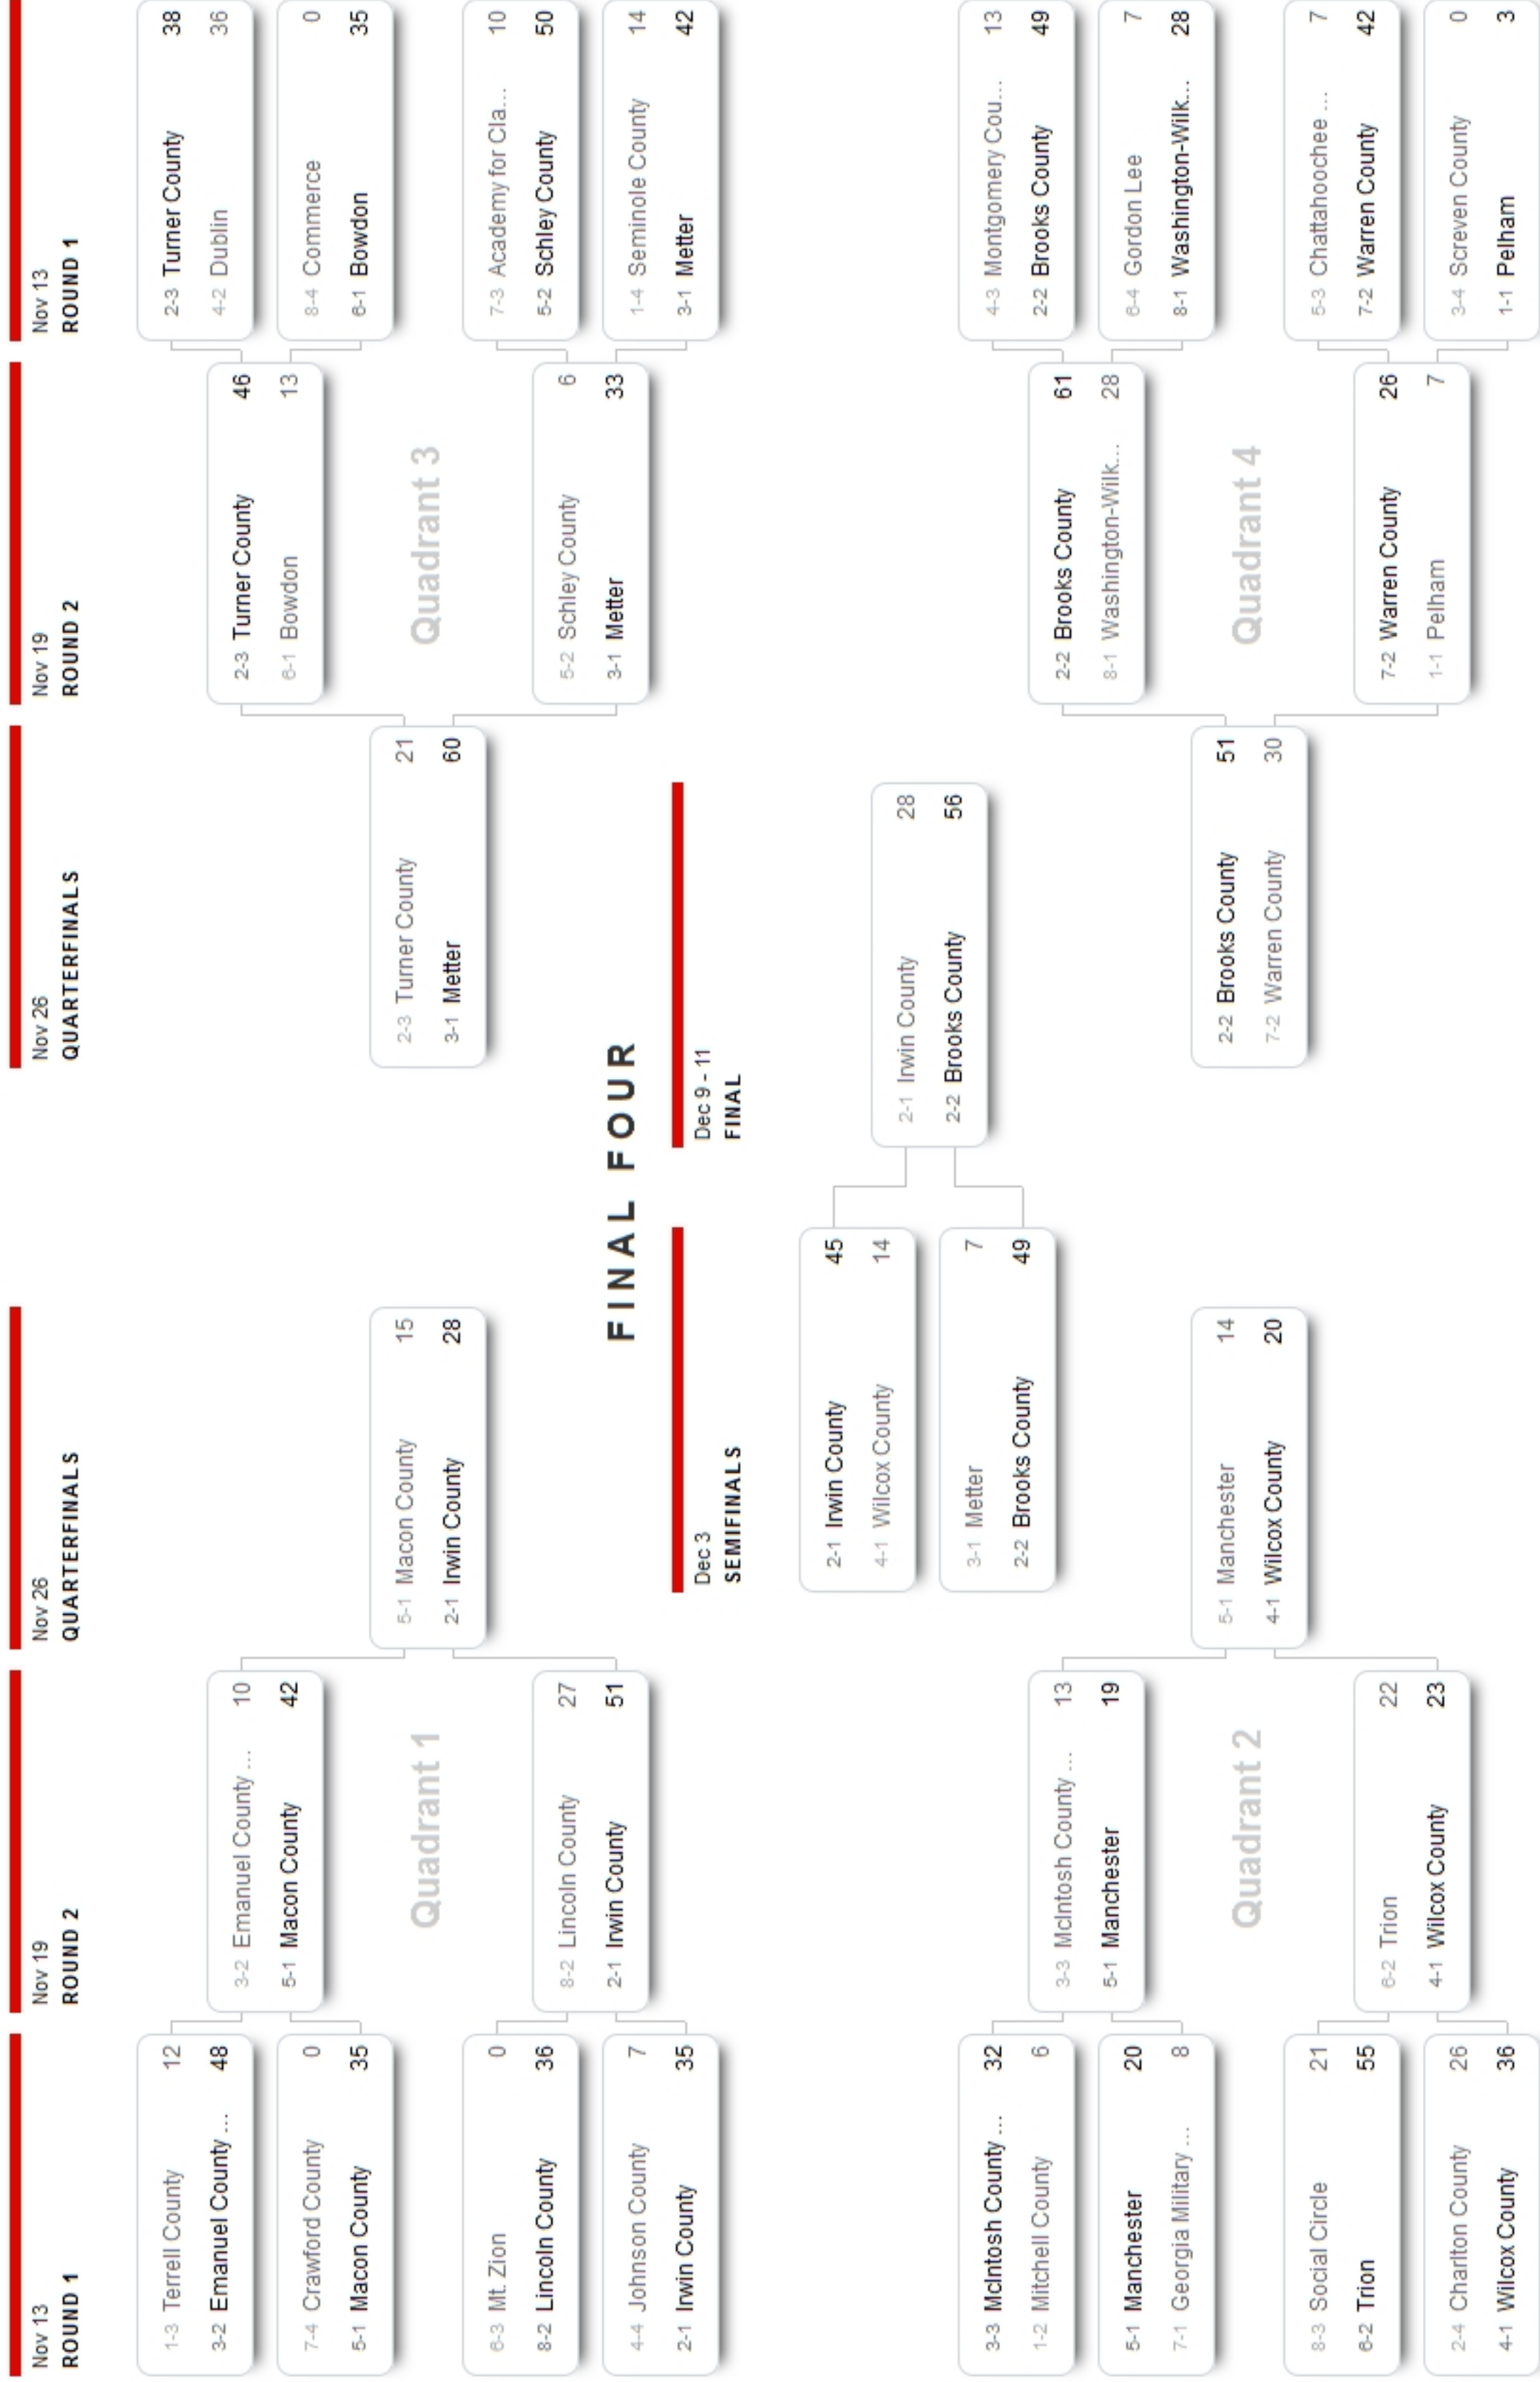 Nov 13
ROUND 1
Nov 19
ROUND 2
Nov 26
QUARTERFINALS
Nov 26
QUARTERFINALS
Nov 19
ROUND 2
Nov 13
ROUND 1
1-3 Terrell County 12
3-2 Emanuel County ... 48
7-4 Crawford County 0
5-1 Macon County 35
6-3 Mt. Zion 0
8-2 Lincoln County 36
4-4 Johnson County 7
2-1 Irwin County 35
3-2 Emanuel County ... 10
5-1 Macon County 42
8-2 Lincoln County 27
2-1 Irwin County 51
Quadrant 1
5-1 Macon County 15
2-1 Irwin County 28
2-3 Turner County 21
3-1 Metter 60
2-3 Turner County 46
6-1 Bowdon 13
5-2 Schley County 6
3-1 Metter 33
Quadrant 3
2-3 Turner County 38
4-2 Dublin 36
8-4 Commerce 0
6-1 Bowdon 35
7-3 Academy for Cla... 10
5-2 Schley County 50
1-4 Seminole County 14
3-1 Metter 42
FINAL FOUR
Dec 3
SEMIFINALS
Dec 9 - 11
FINAL
2-1 Irwin County 45
4-1 Wilcox County 14
3-1 Metter 7
2-2 Brooks County 49
2-1 Irwin County 28
2-2 Brooks County 56
3-3 McIntosh County ... 32
1-2 Mitchell County 6
5-1 Manchester 20
7-1 Georgia Military ... 8
8-3 Social Circle 21
6-2 Trion 55
2-4 Charlton County 26
4-1 Wilcox County 36
3-3 McIntosh County ... 13
5-1 Manchester 19
6-2 Trion 22
4-1 Wilcox County 23
Quadrant 2
5-1 Manchester 14
4-1 Wilcox County 20
2-2 Brooks County 51
7-2 Warren County 30
2-2 Brooks County 61
8-1 Washington-Wilk... 28
7-2 Warren County 26
1-1 Pelham 7
Quadrant 4
4-3 Montgomery Cou... 13
2-2 Brooks County 49
6-4 Gordon Lee 7
8-1 Washington-Wilk... 28
5-3 Chattahoochee ... 7
7-2 Warren County 42
3-4 Screven County 0
1-1 Pelham 3